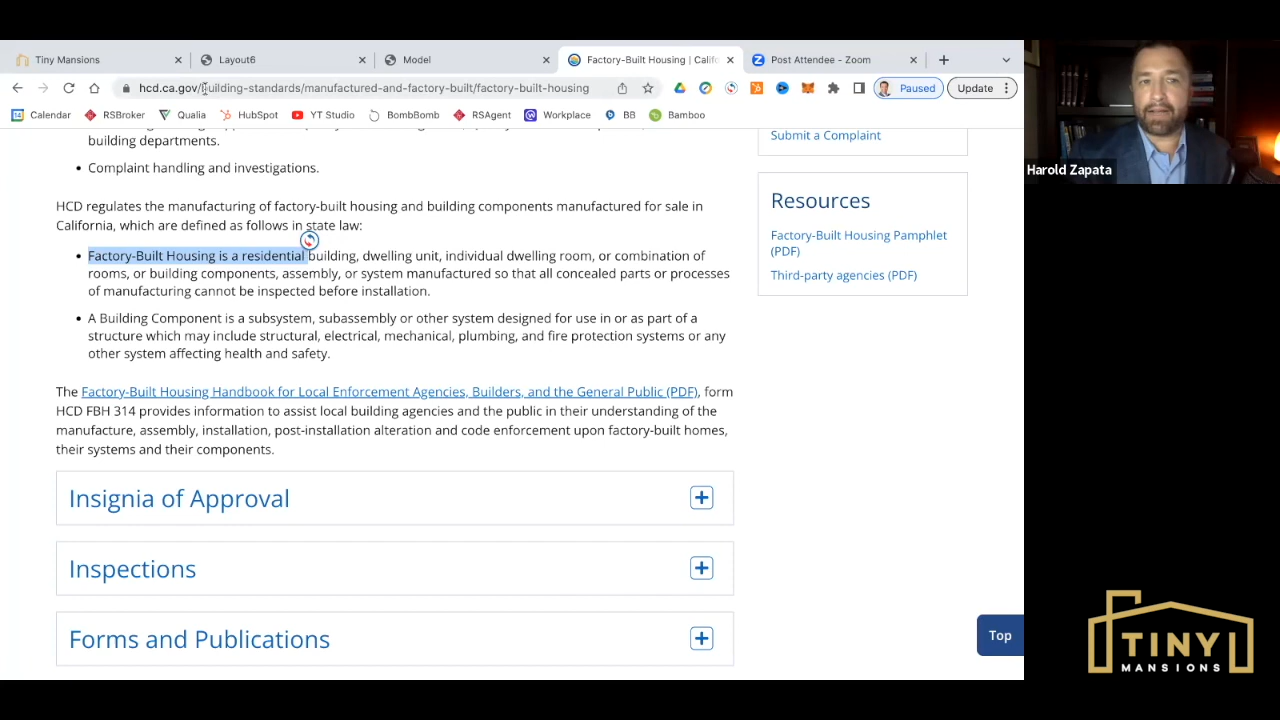 Tiny Mansions
Layout6
Model
Factory-Built Housing | Califo
Post Attendee - Zoom
hcd.ca.gov/building-standards/manufactured-and-factory-built/factory-built-housing
Paused
Update
Calendar
RSBroker
Qualia
HubSpot
YT Studio
BombBomb
RSAgent
Workplace
BB
Bamboo
building departments.
Complaint handling and investigations.
HCD regulates the manufacturing of factory-built housing and building components manufactured for sale in
California, which are defined as follows in state law:
Factory-Built Housing is a residential building, dwelling unit, individual dwelling room, or combination of
rooms, or building components, assembly, or system manufactured so that all concealed parts or processes
of manufacturing cannot be inspected before installation.
A Building Component is a subsystem, subassembly or other system designed for use in or as part of a
structure which may include structural, electrical, mechanical, plumbing, and fire protection systems or any
other system affecting health and safety.
The Factory-Built Housing Handbook for Local Enforcement Agencies, Builders, and the General Public (PDF), form
HCD FBH 314 provides information to assist local building agencies and the public in their understanding of the
manufacture, assembly, installation, post-installation alteration and code enforcement upon factory-built homes,
their systems and their components.
Insignia of Approval
Inspections
Forms and Publications
Submit a Complaint
Resources
Factory-Built Housing Pamphlet
(PDF)
Third-party agencies (PDF)
Top
Harold Zapata
TINY
MANSIONS